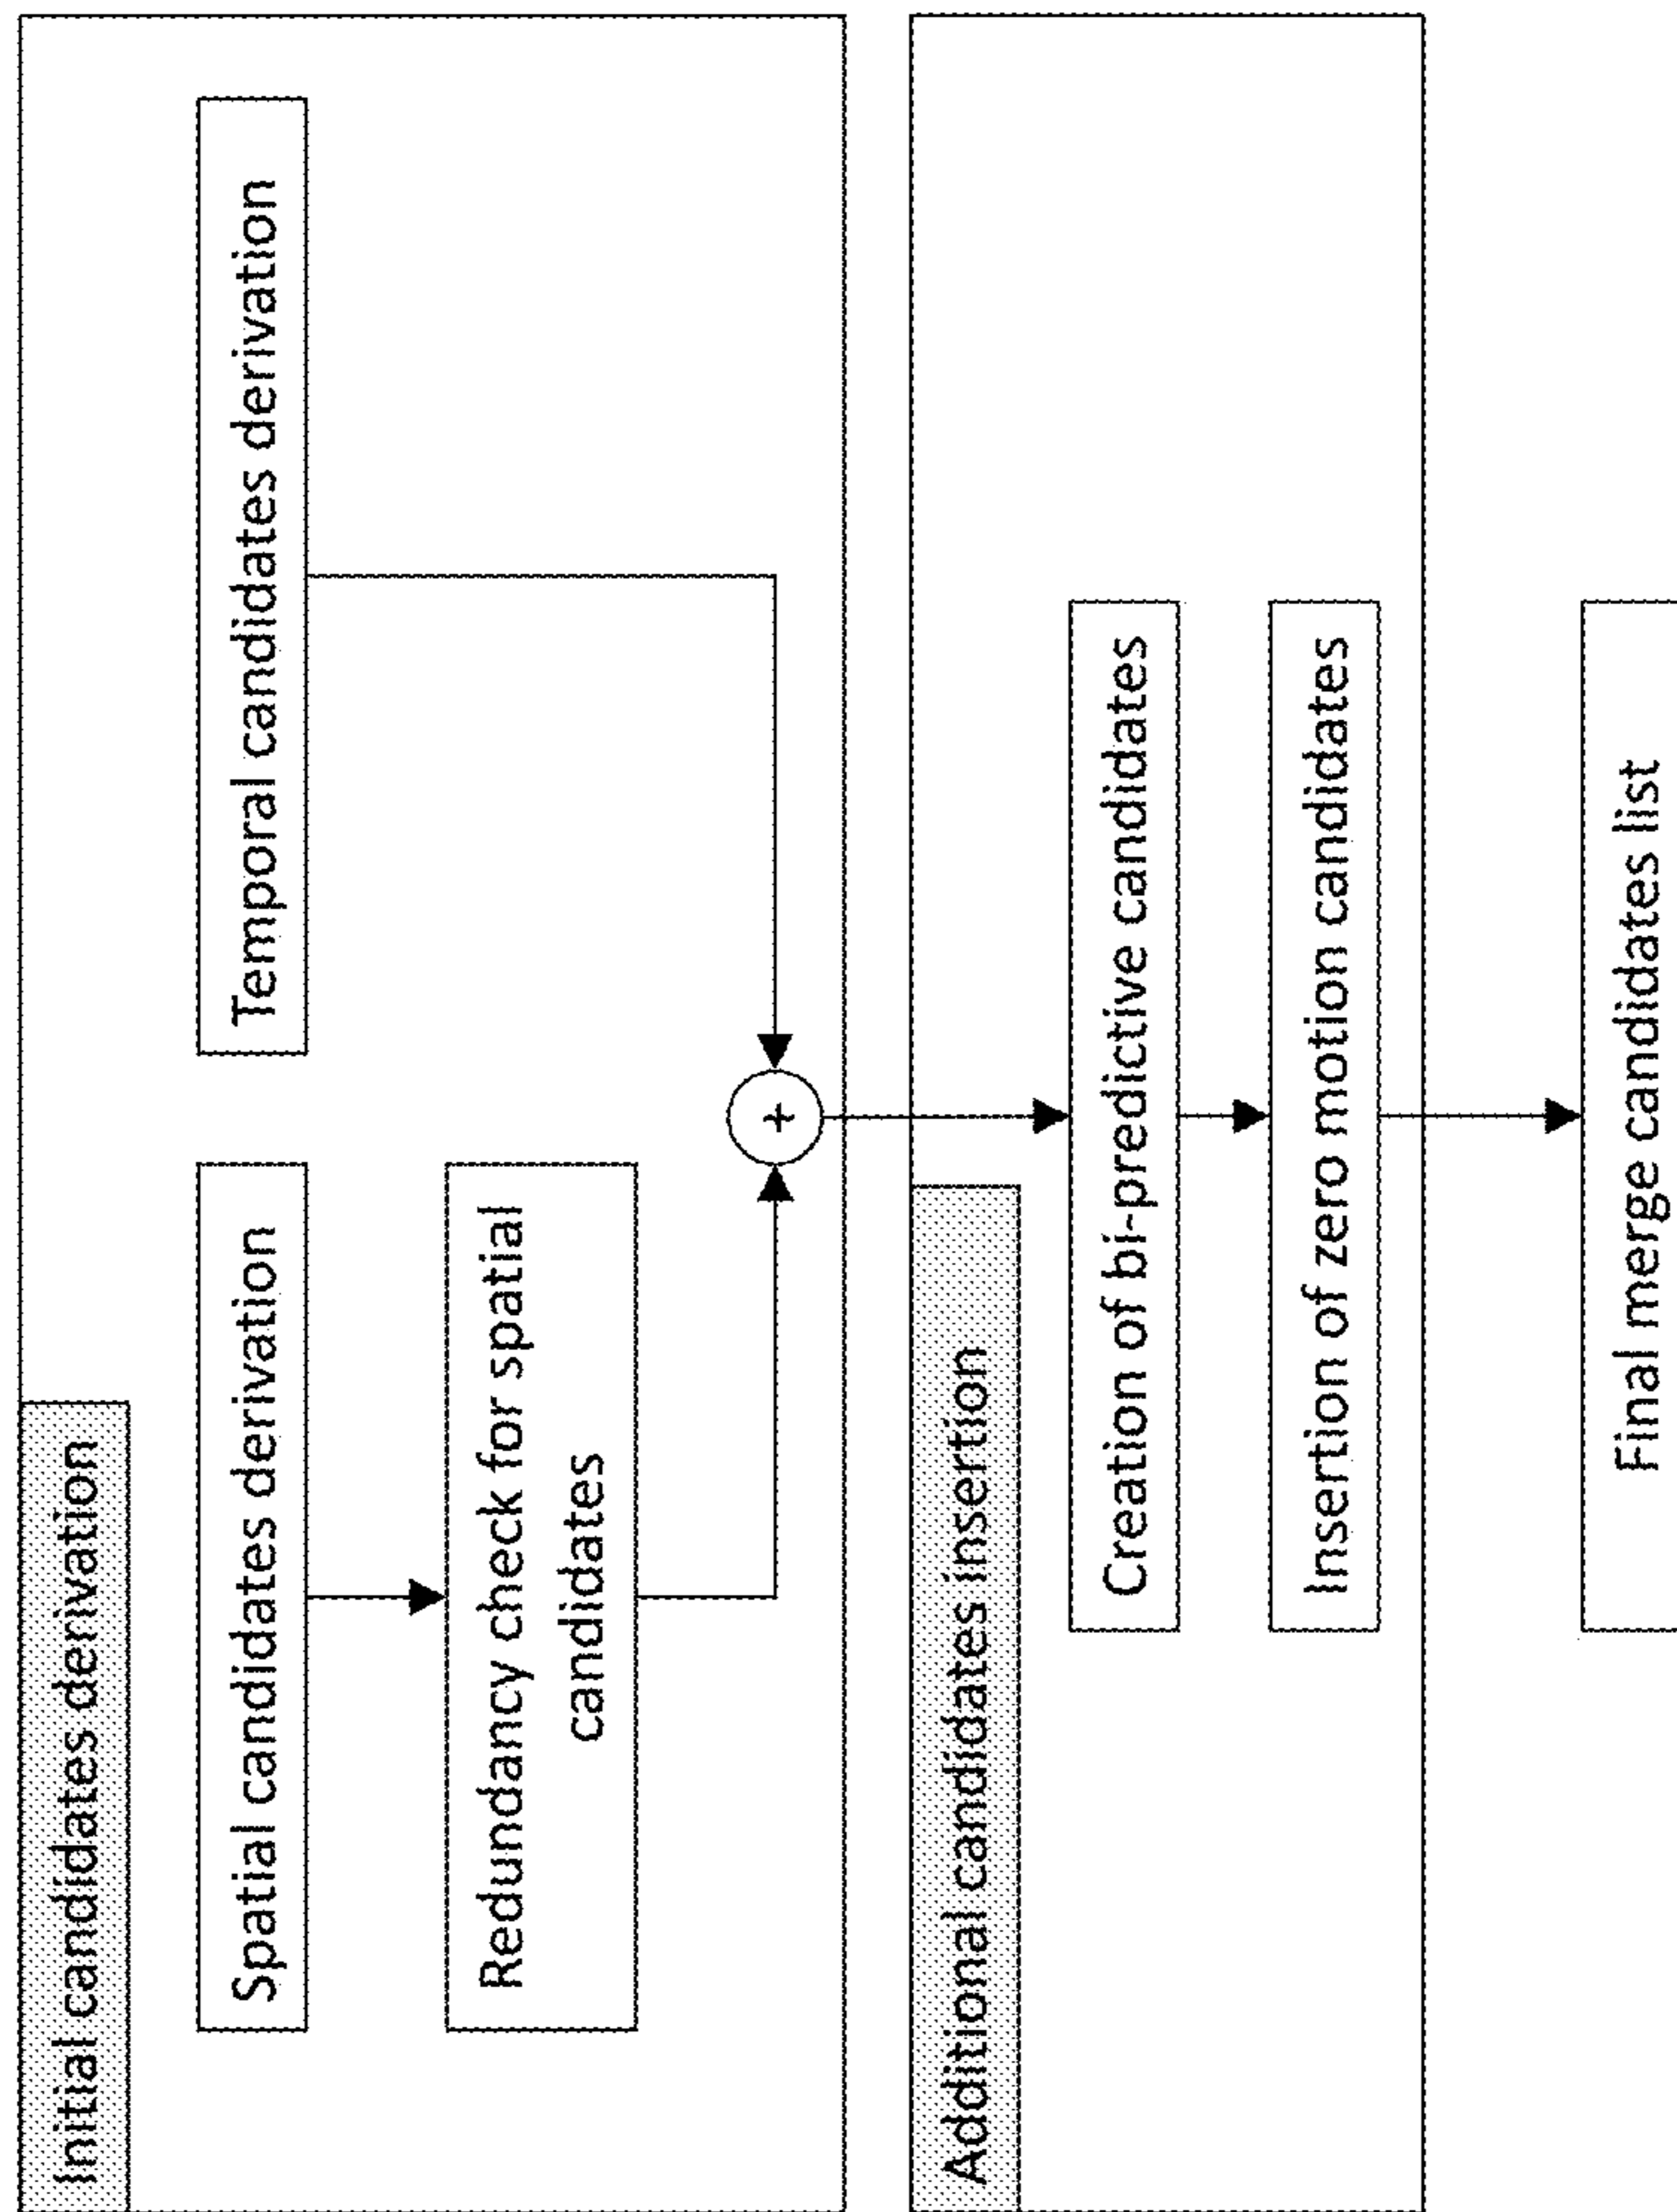 Initial candidates derivation
Spatial candidates derivation
Temporal candidates derivation
Redundancy check for spatial
candidates
+
Additional candidates insertion
Creation of bi-predictive candidates
Insertion of zero motion candidates
Final merge candidates list